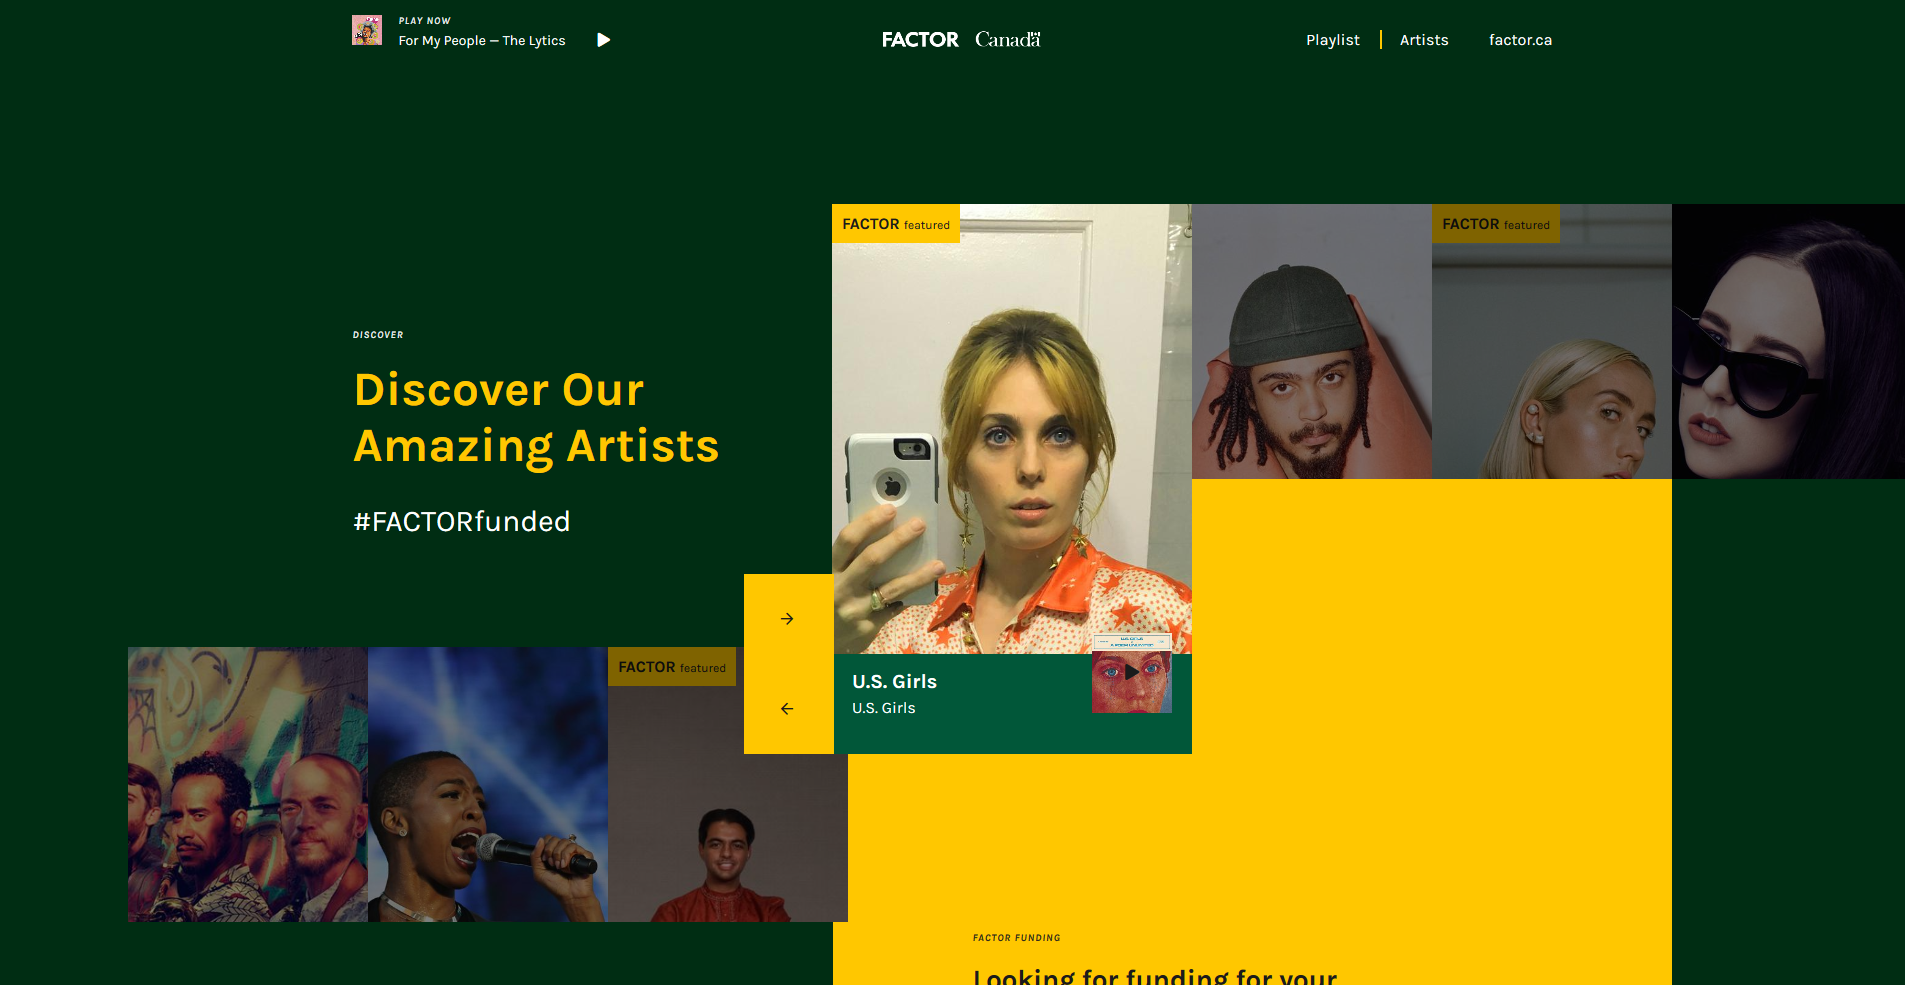 PLAY NOW
For My People — The Lytics
FACTOR Canada
Playlist
Artists
factor.ca
FACTOR featured
FACTOR featured
DISCOVER
Discover Our
Amazing Artists
#FACTORfunded
FACTOR featured
U.S. GIRLS
U.S. Girls
U.S. Girls
FACTOR FUNDING
Looking for funding for your